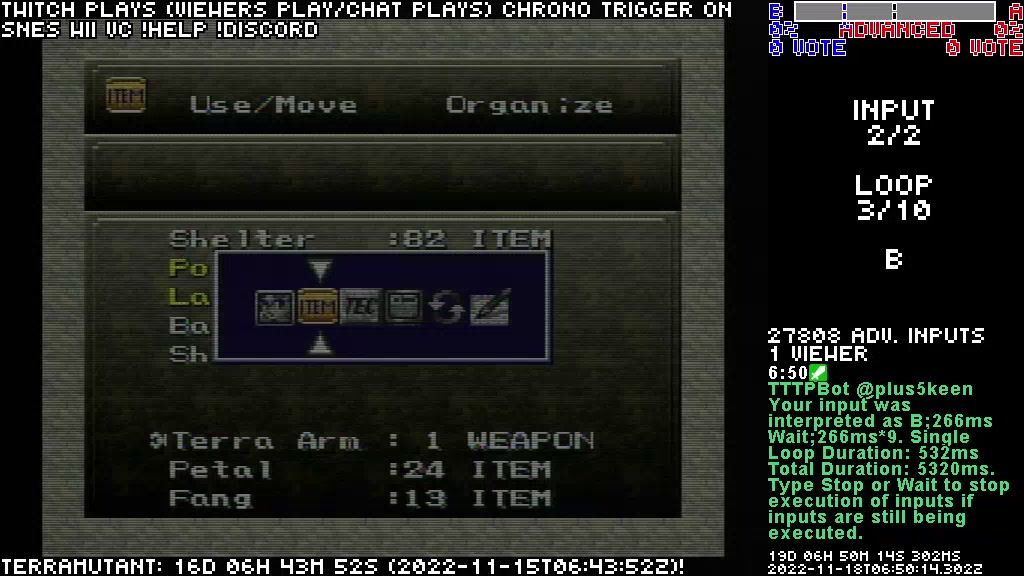 TWITCH PLAYS (VIEWERS PLAY/CHAT PLAYS) CHRONO TRIGGER ON
SNES WII VC !HELP !DISCORD
B A
0% ADVANCED 0%
0 VOTE 0 VOTE
ITEM Use/Move Organize
INPUT
2/2
LOOP
3/10
B
Shelter :82 ITEM
Po
La
Ba
Sh
ITEM TEC
Terra Arm : 1 WEAPON
Petal :24 ITEM
Fang :13 ITEM
27808 ADV. INPUTS
1 VIEWER
6:50
TTTPBot @plus5keen
Your input was
interpreted as B;266ms
Wait;266ms*9. Single
Loop Duration: 532ms
Total Duration: 5320ms.
Type Stop or Wait to stop
execution of inputs if
inputs are still being
executed.
19D 06H 50M 14S 302MS
2022-11-18T06:50:14.302Z
TERRAMUTANT: 16D 06H 43M 52S (2022-11-15T06:43:52Z)!